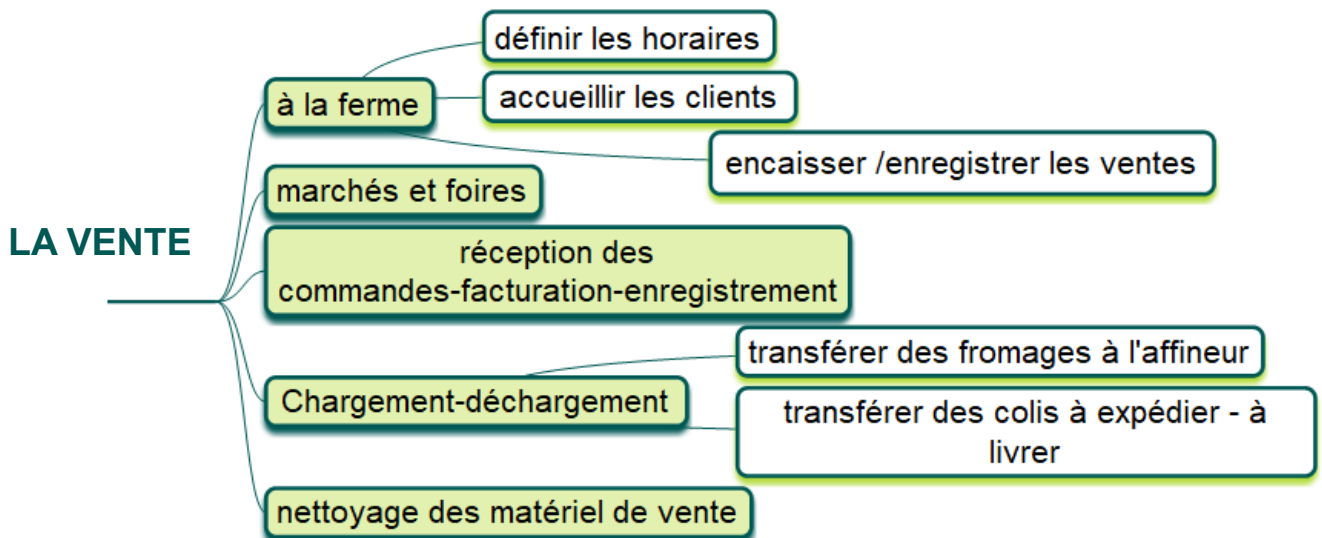 LA VENTE
à la ferme
définir les horaires
accueillir les clients
encaisser /enregistrer les ventes
marchés et foires
réception des
commandes-facturation-enregistrement
Chargement-déchargement
transférer des fromages à l'affineur
transférer des colis à expédier - à
livrer
nettoyage des matériel de vente